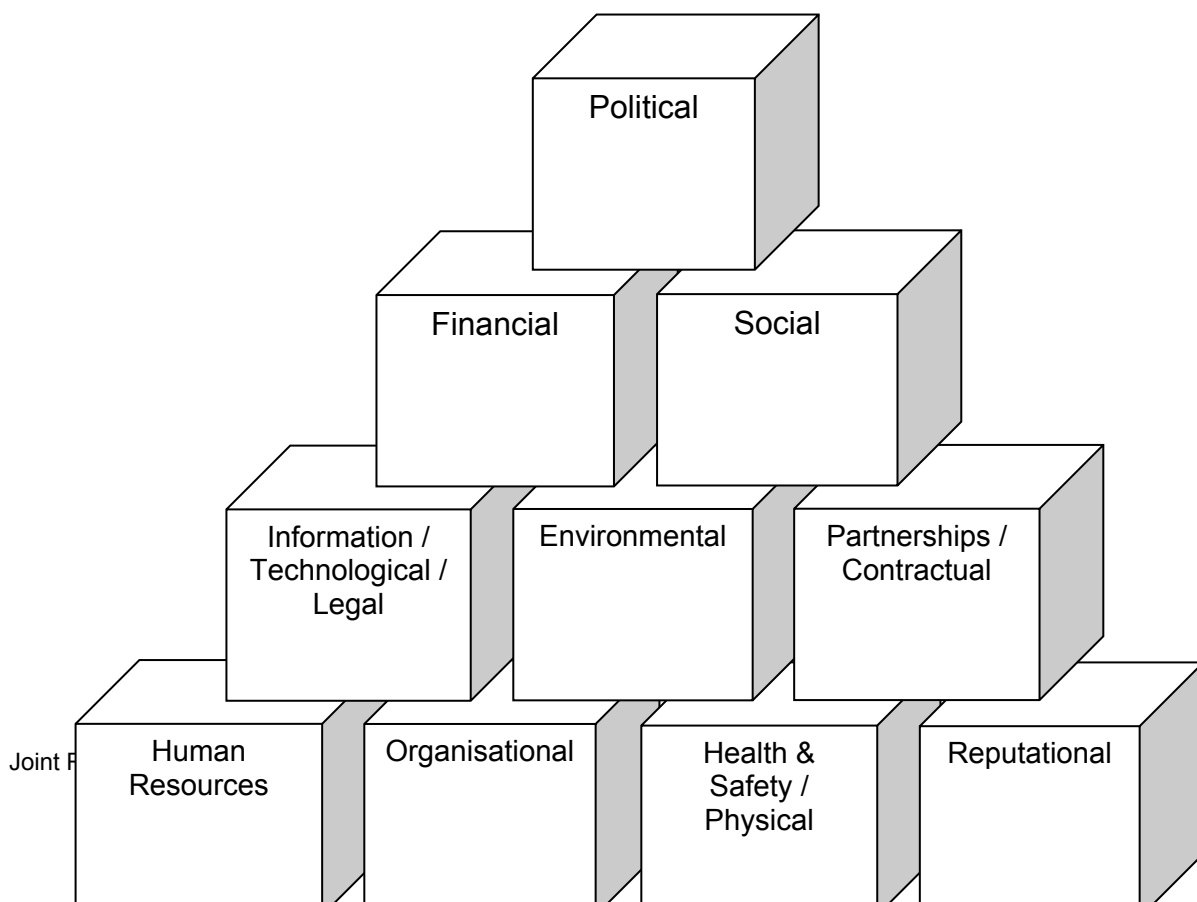 Political
Financial
Social
Information /
Technological /
Legal
Environmental
Partnerships /
Contractual
Human
Resources
Organisational
Health &
Safety /
Physical
Reputational
Joint